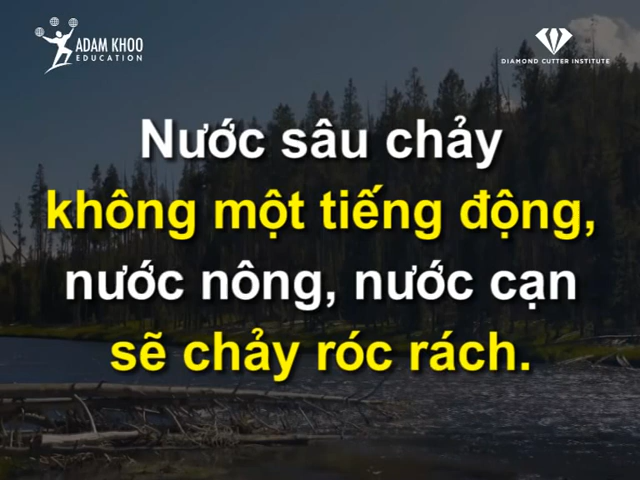 ADAM KHOO
EDUCATION
DIAMOND CUTTER INSTITUTE
Nước sâu chảy
không một tiếng động,
nước nông, nước cạn
sẽ chảy róc rách.